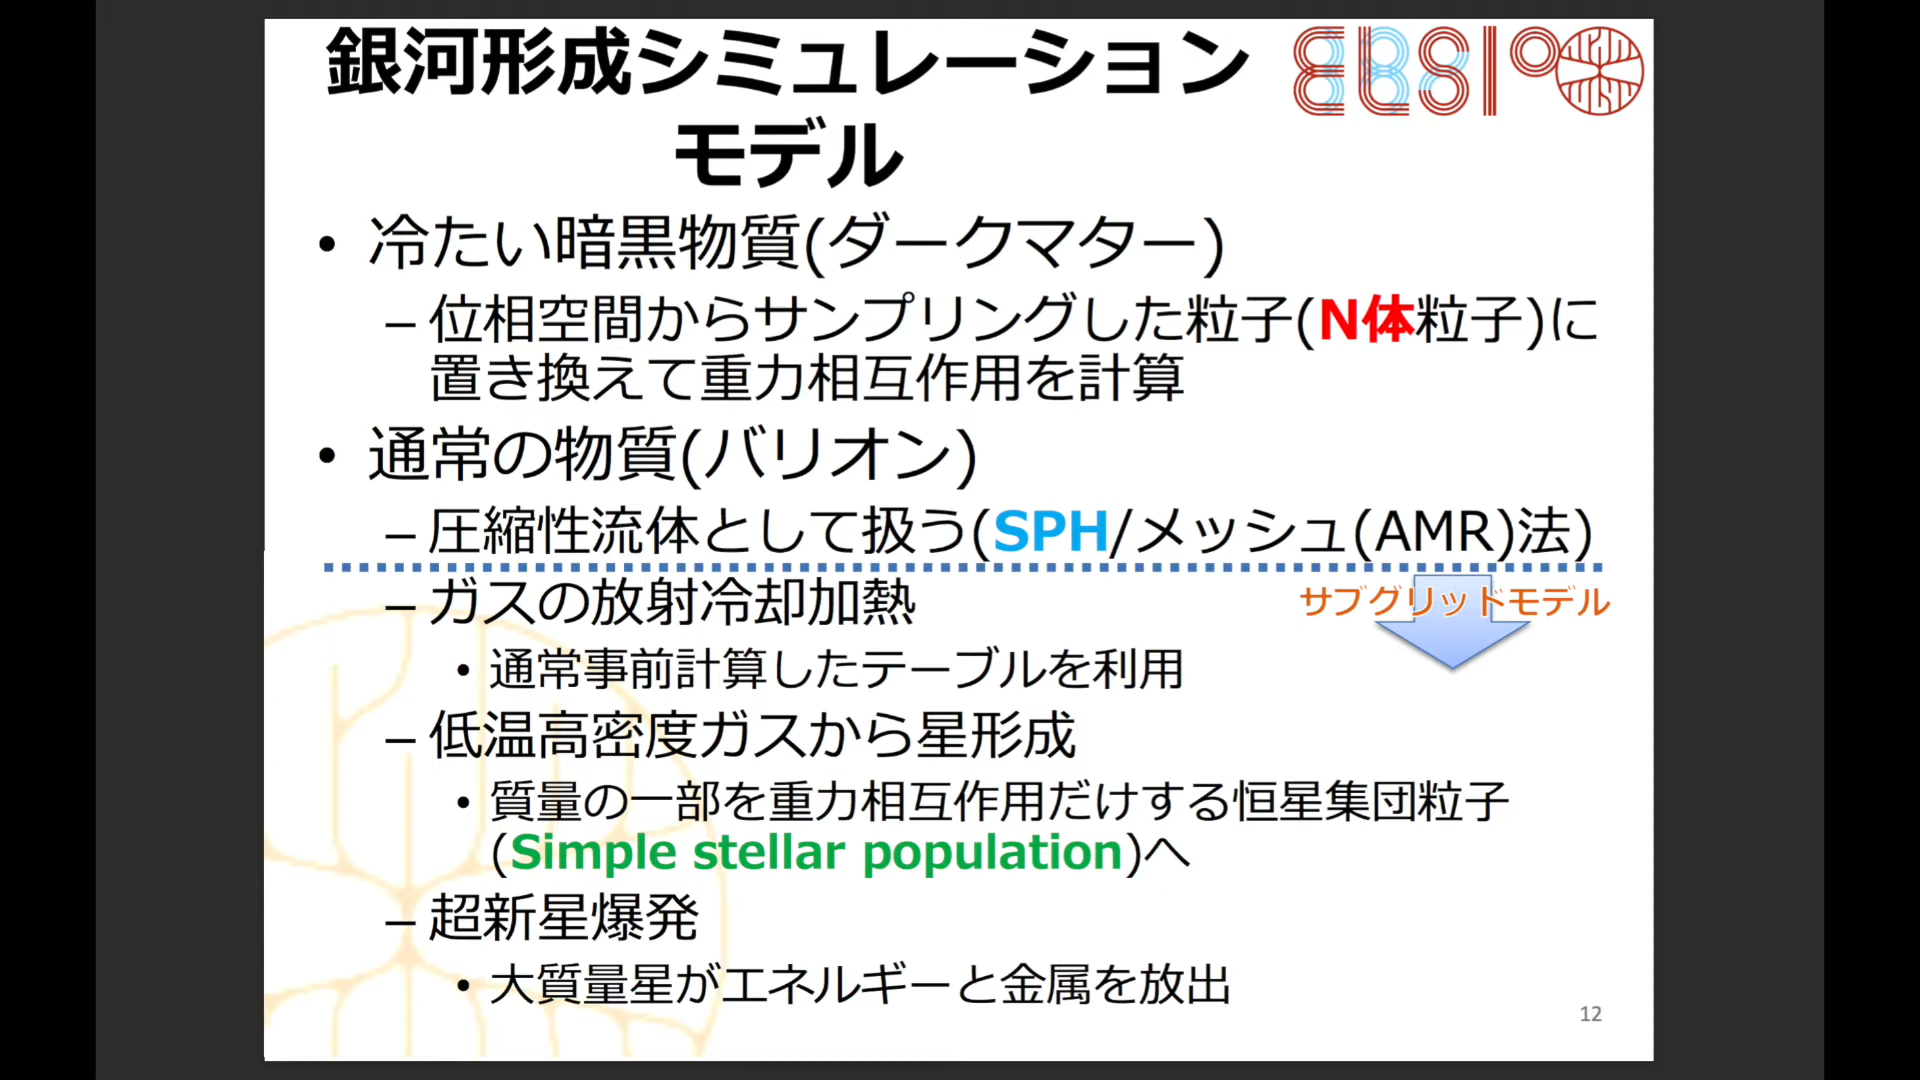 銀河形成シミュレーション
モデル
ELSI
• 冷たい暗黒物質(ダークマター)
– 位相空間からサンプリングした粒子(N体粒子)に
置き換えて重力相互作用を計算
• 通常の物質(バリオン)
– 圧縮性流体として扱う(SPH/メッシュ(AMR)法)
サブグリッドモデル
– ガスの放射冷却加熱
• 通常事前計算したテーブルを利用
– 低温高密度ガスから星形成
• 質量の一部を重力相互作用だけする恒星集団粒子
(Simple stellar population)へ
– 超新星爆発
• 大質量星がエネルギーと金属を放出
12